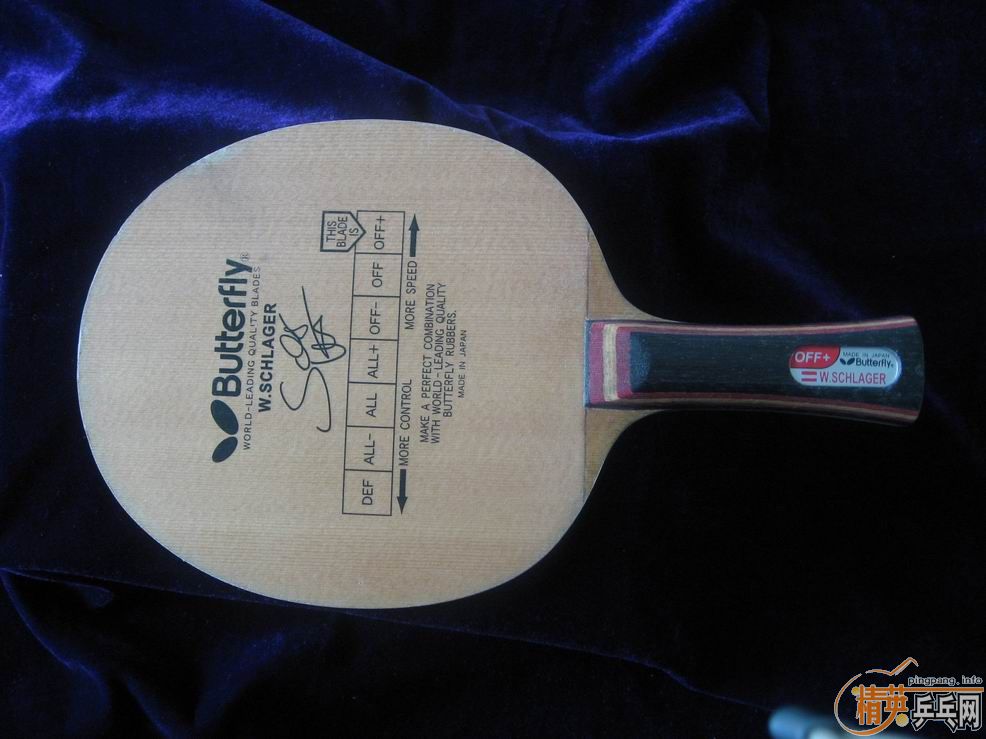 Butterfly®
WORLD-LEADING QUALITY BLADES
W.SCHLAGER
THIS
BLADE
IS
DEF ALL- ALL ALL+ OFF- OFF OFF+
MORE CONTROL MORE SPEED
MAKE A PERFECT COMBINATION
WITH WORLD-LEADING QUALITY
BUTTERFLY RUBBERS.
MADE IN JAPAN
OFF+
MADE IN JAPAN
Butterfly
W.SCHLAGER
pingpang.info
精英乒乓网